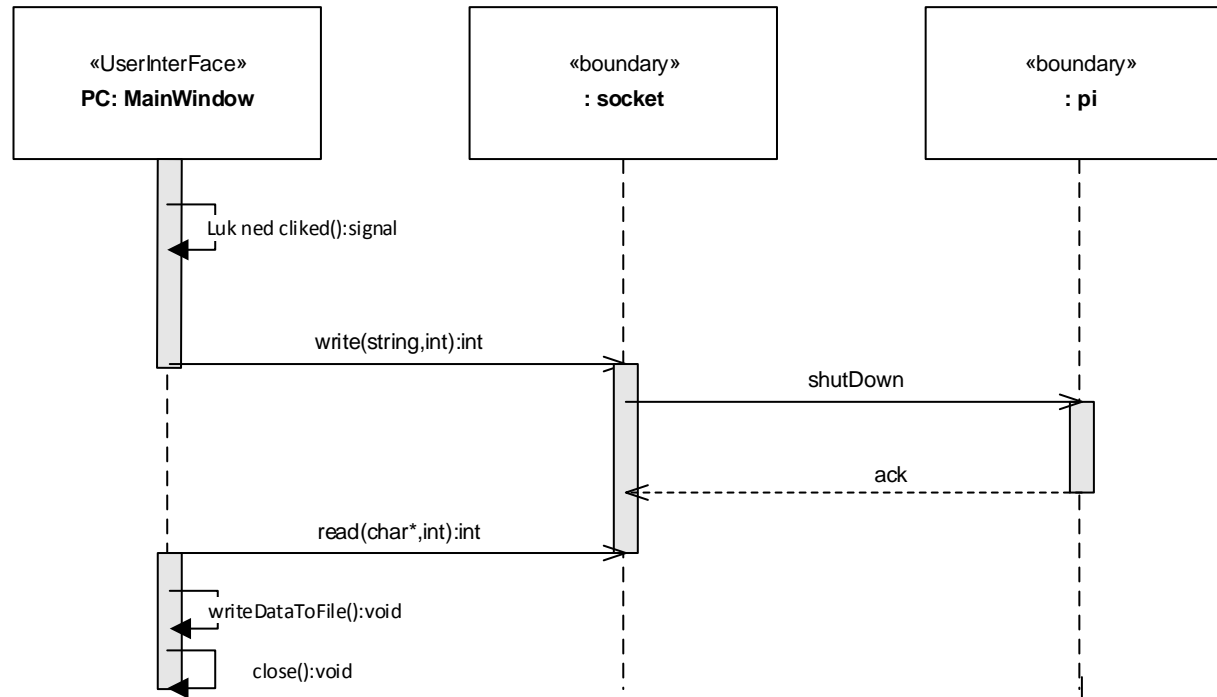 «UserInterFace»
PC: MainWindow
«boundary»
: socket
«boundary»
: pi
Luk ned cliked():signal
write(string,int):int
shutDown
ack
read(char*,int):int
writeDataToFile():void
close():void